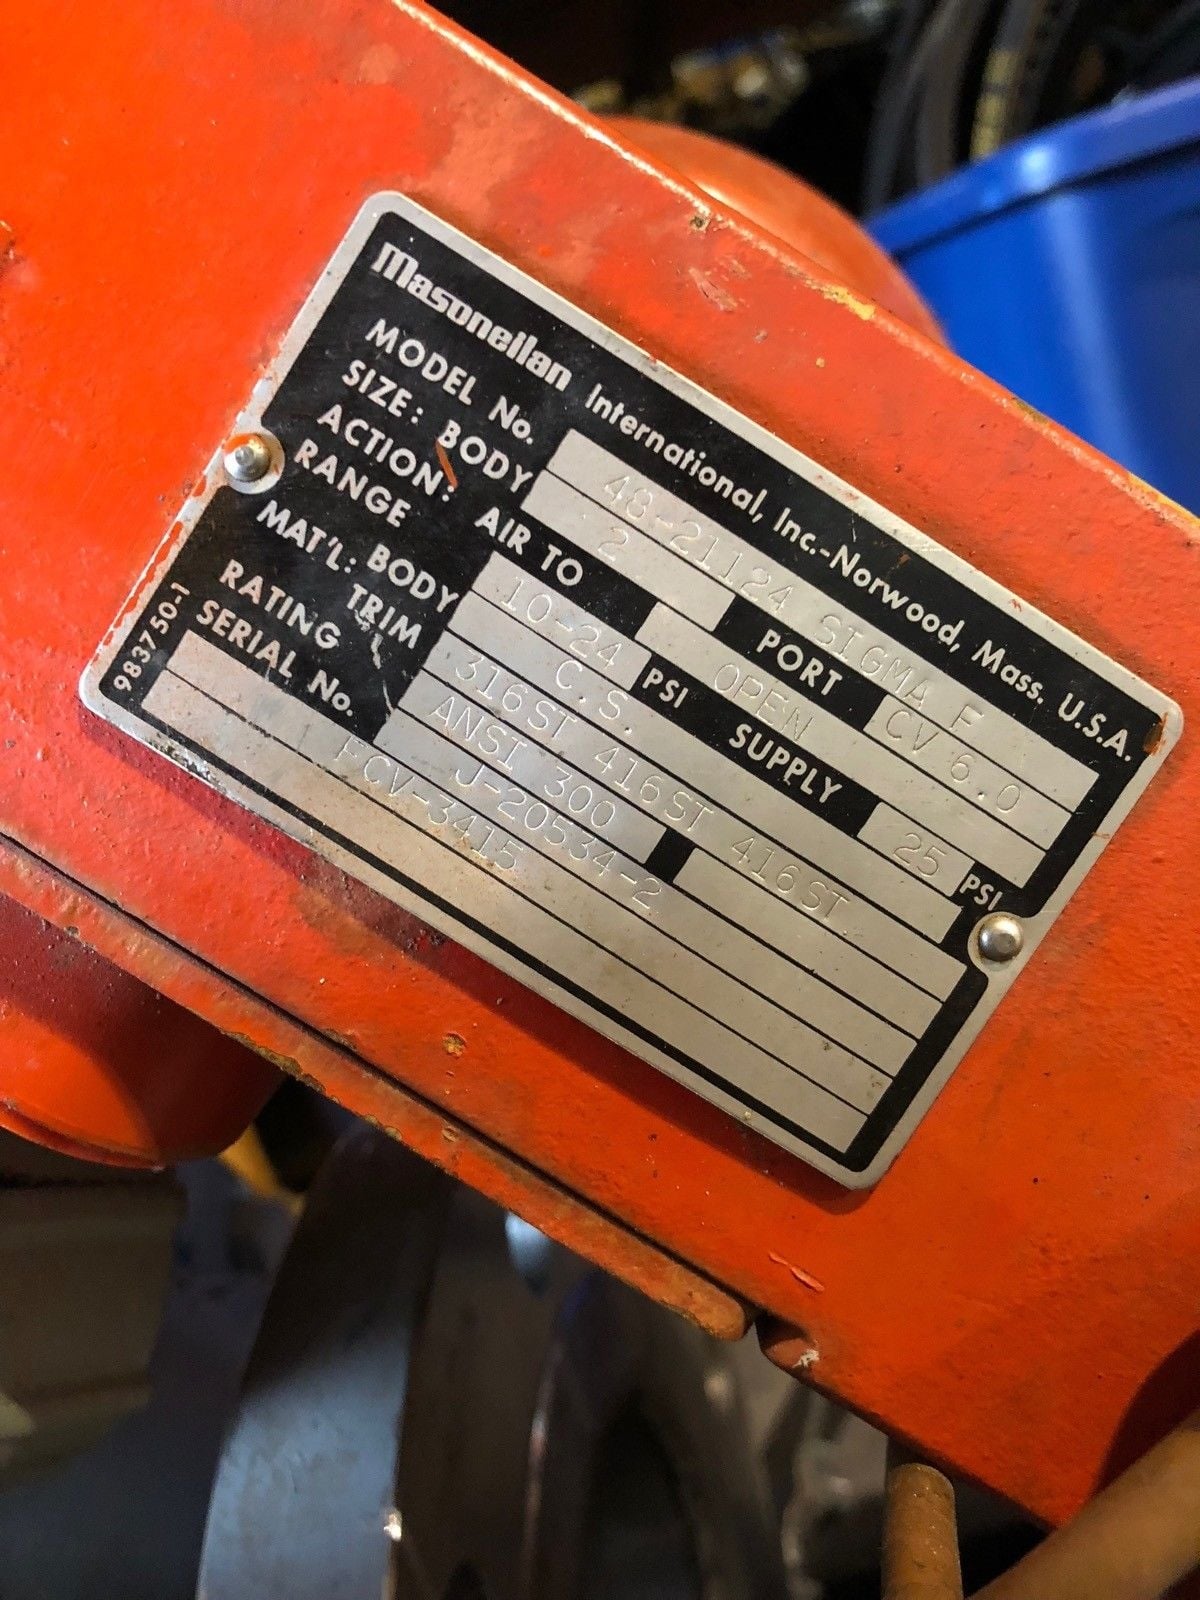 Masoneilan International, Inc.-Norwood, Mass. U.S.A.
MODEL No. 48-21124 SIGMA F
SIZE: BODY 2 PORT CV 6.0
ACTION: AIR TO OPEN
RANGE 10-24 PSI SUPPLY 25 PSI
MAT'L: BODY C.S.
TRIM 316ST 416ST 416ST
RATING ANSI 300
SERIAL No. J-20534-2
FCV-3415
983750-1